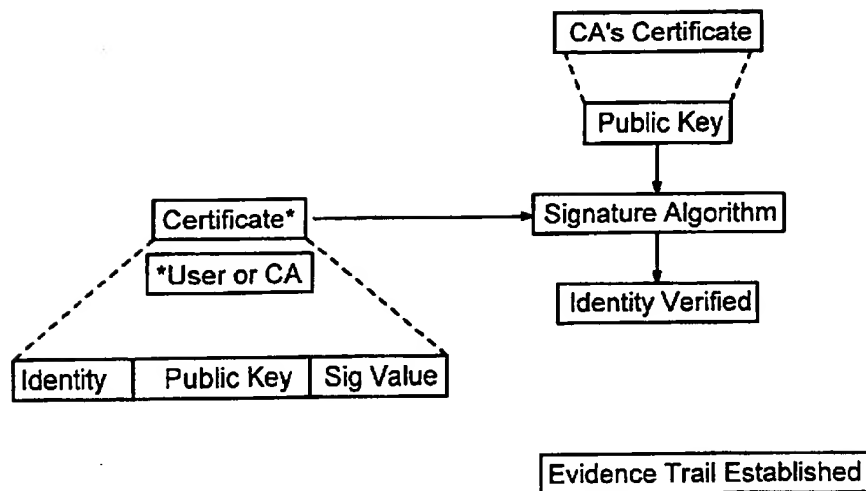 CA's Certificate
Public Key
Certificate*
Signature Algorithm
*User or CA
Identity Verified
Identity
Public Key
Sig Value
Evidence Trail Established